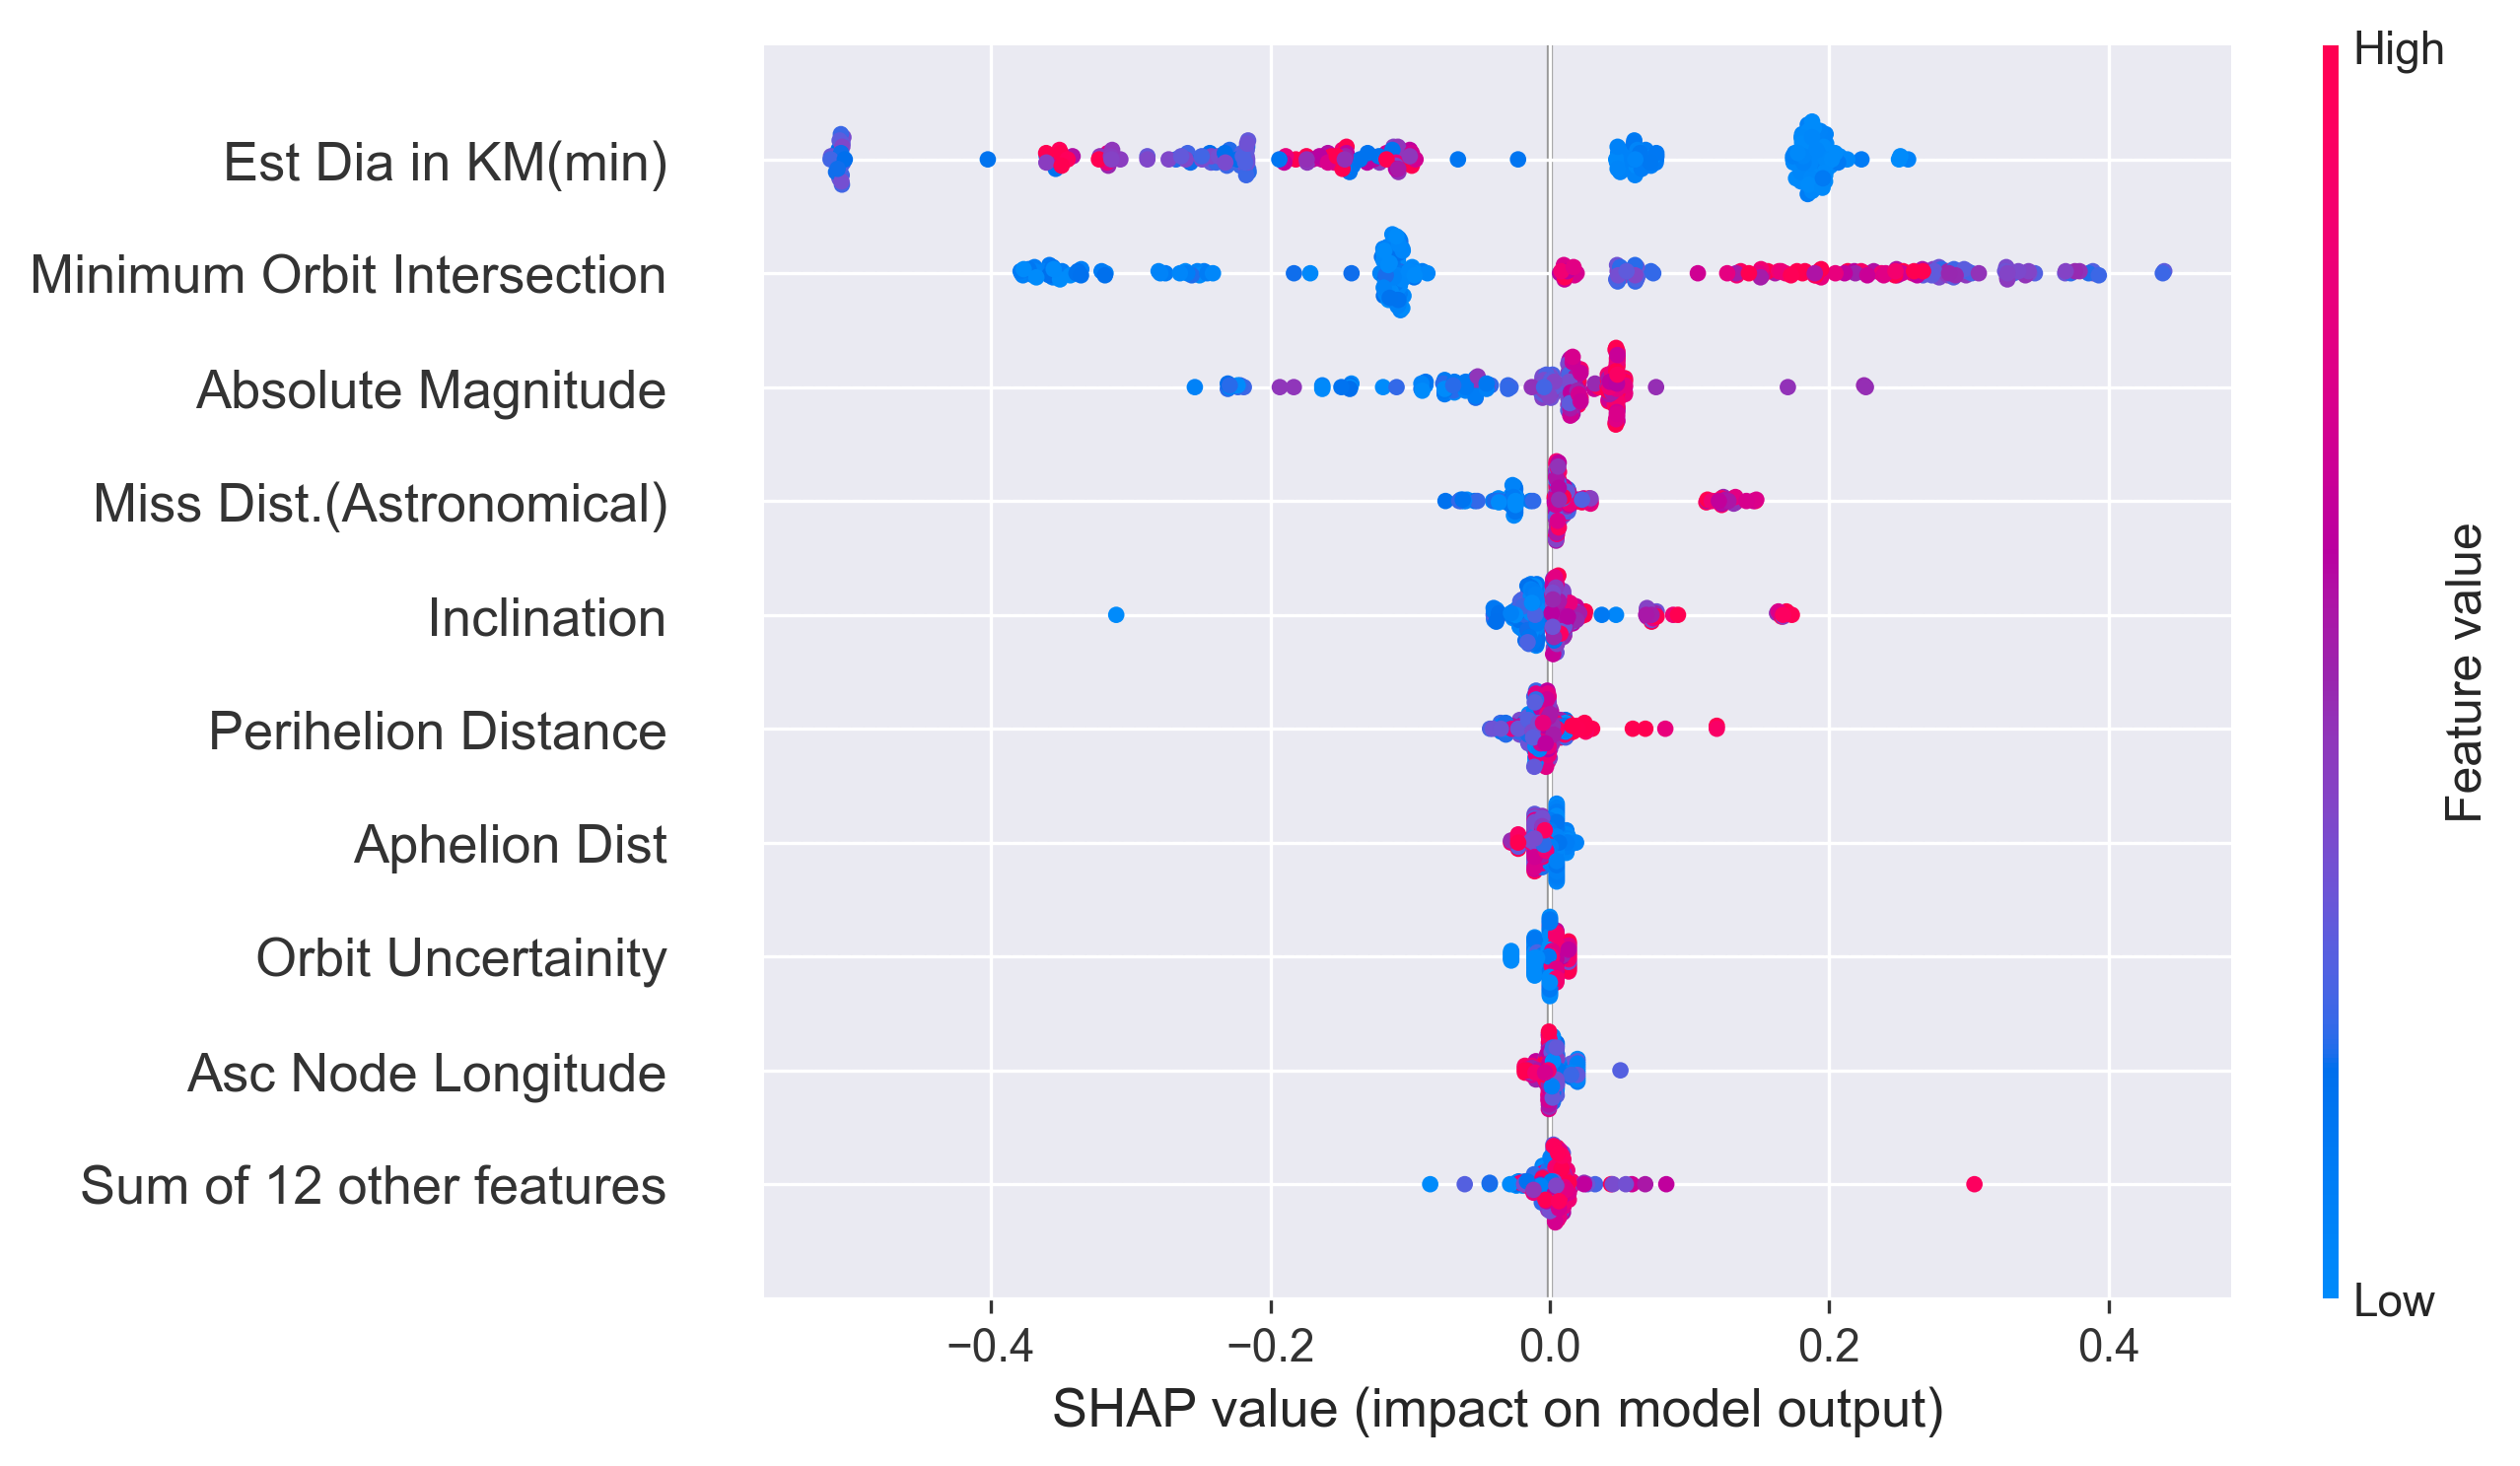 High
Est Dia in KM(min)
Minimum Orbit Intersection
Absolute Magnitude
Miss Dist.(Astronomical)
Inclination
Perihelion Distance
Aphelion Dist
Orbit Uncertainity
Asc Node Longitude
Sum of 12 other features
Feature value
Low
−0.4 −0.2 0.0 0.2 0.4
SHAP value (impact on model output)